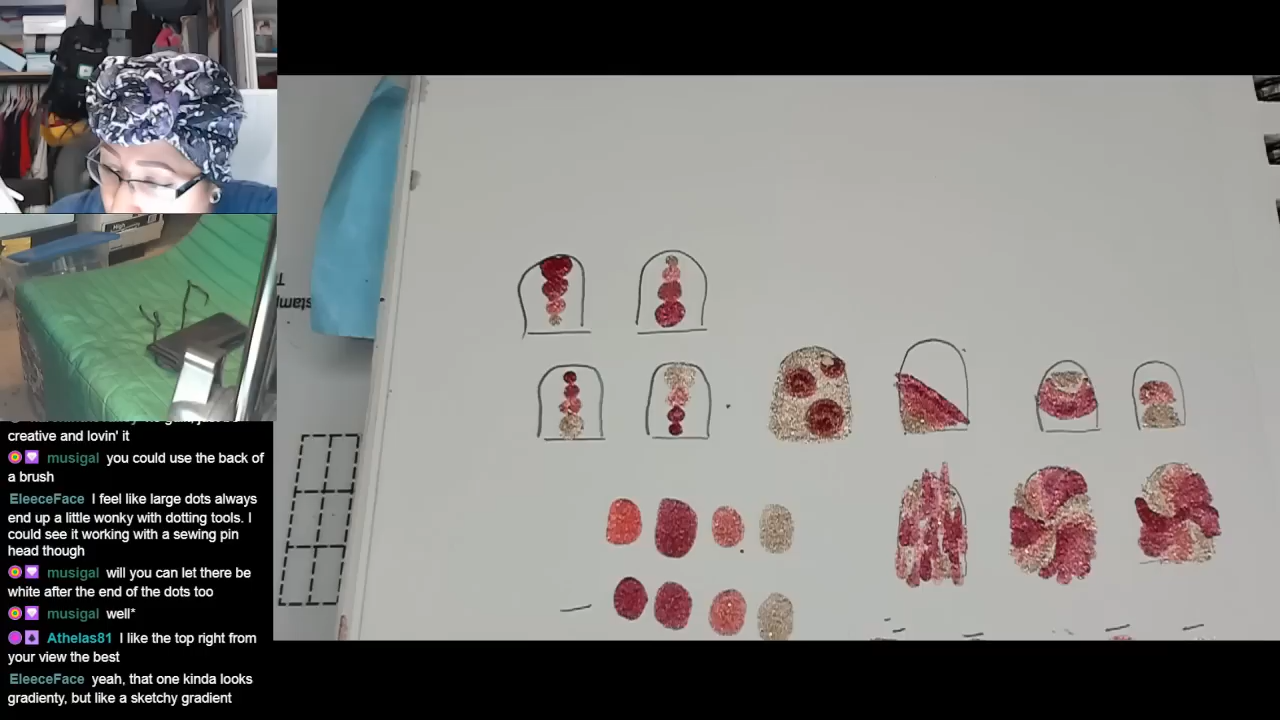 creative and lovin' it
musigal you could use the back of
a brush
EleeceFace I feel like large dots always
end up a little wonky with dotting tools. I
could see it working with a sewing pin
head though
musigal will you can let there be
white after the end of the dots too
musigal well*
Athelas81 I like the top right from
your view the best
EleeceFace yeah, that one kinda looks
gradienty, but like a sketchy gradient